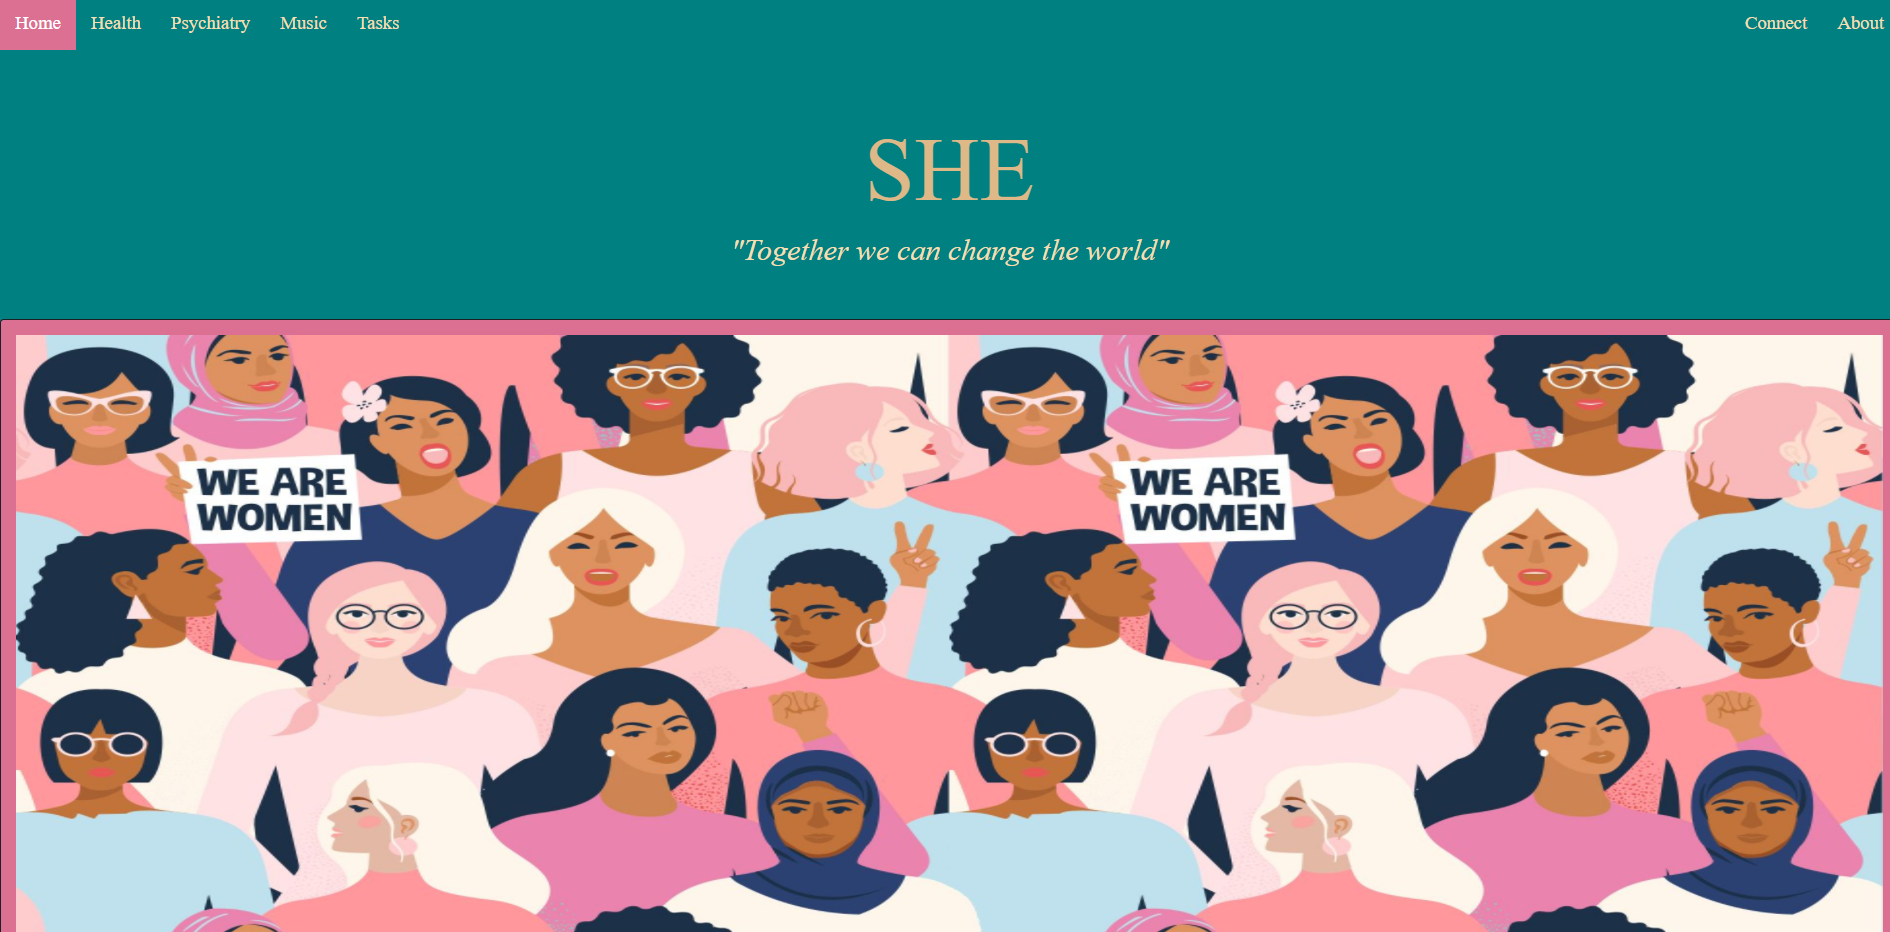 Home Health Psychiatry Music Tasks Connect About
SHE
"Together we can change the world"
WE ARE
WOMEN
WE ARE
WOMEN